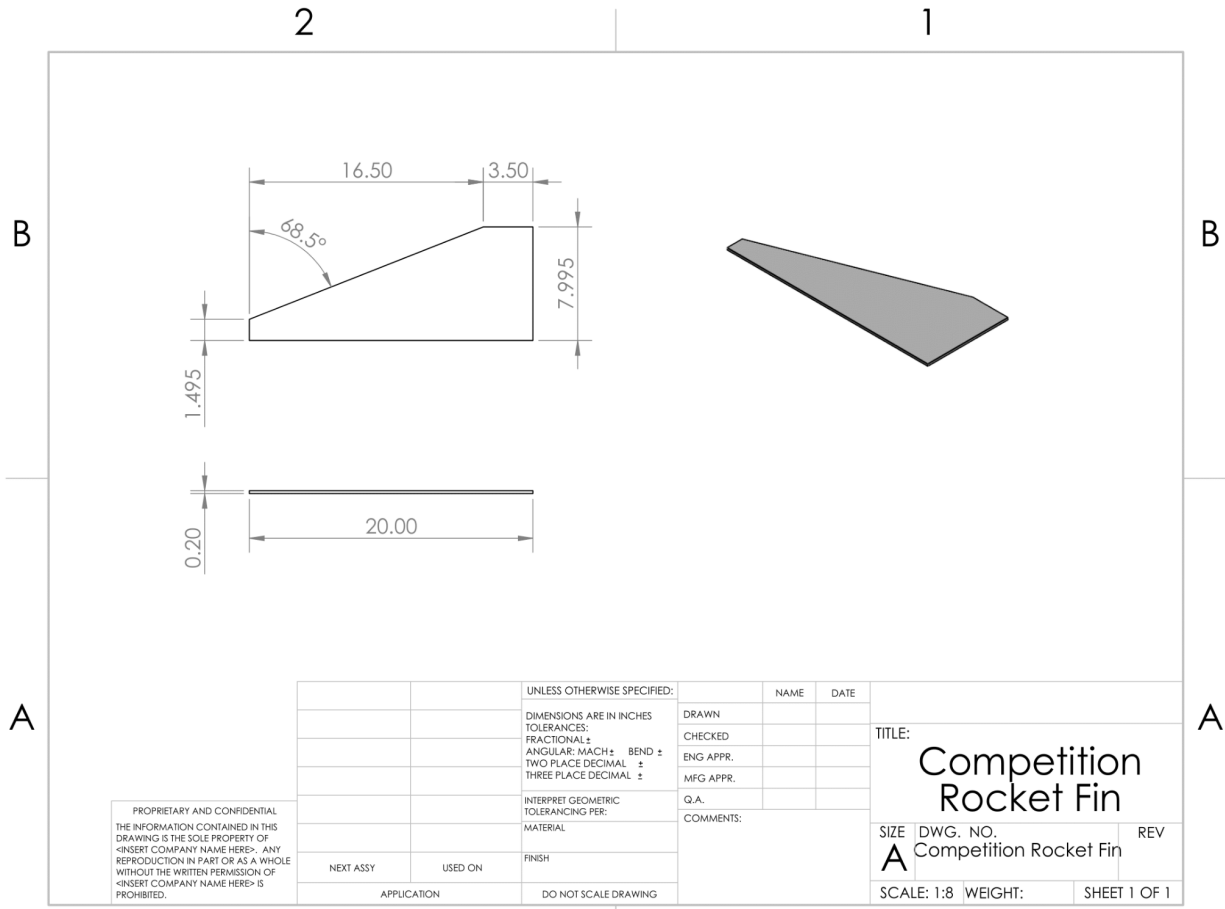 2
1
B
B
16.50
3.50
68.5°
7.995
1.495
0.20
20.00
A
A
UNLESS OTHERWISE SPECIFIED:
DIMENSIONS ARE IN INCHES
TOLERANCES:
FRACTIONAL ±
ANGULAR: MACH ± BEND ±
TWO PLACE DECIMAL ±
THREE PLACE DECIMAL ±
INTERPRET GEOMETRIC
TOLERANCING PER:
MATERIAL
FINISH
DO NOT SCALE DRAWING
NAME
DATE
DRAWN
CHECKED
ENG APPR.
MFG APPR.
Q.A.
COMMENTS:
PROPRIETARY AND CONFIDENTIAL
THE INFORMATION CONTAINED IN THIS
DRAWING IS THE SOLE PROPERTY OF
<INSERT COMPANY NAME HERE>. ANY
REPRODUCTION IN PART OR AS A WHOLE
WITHOUT THE WRITTEN PERMISSION OF
<INSERT COMPANY NAME HERE> IS
PROHIBITED.
NEXT ASSY
USED ON
APPLICATION
TITLE:
Competition
Rocket Fin
SIZE
A
DWG. NO.
Competition Rocket Fin
REV
SCALE: 1:8
WEIGHT:
SHEET 1 OF 1